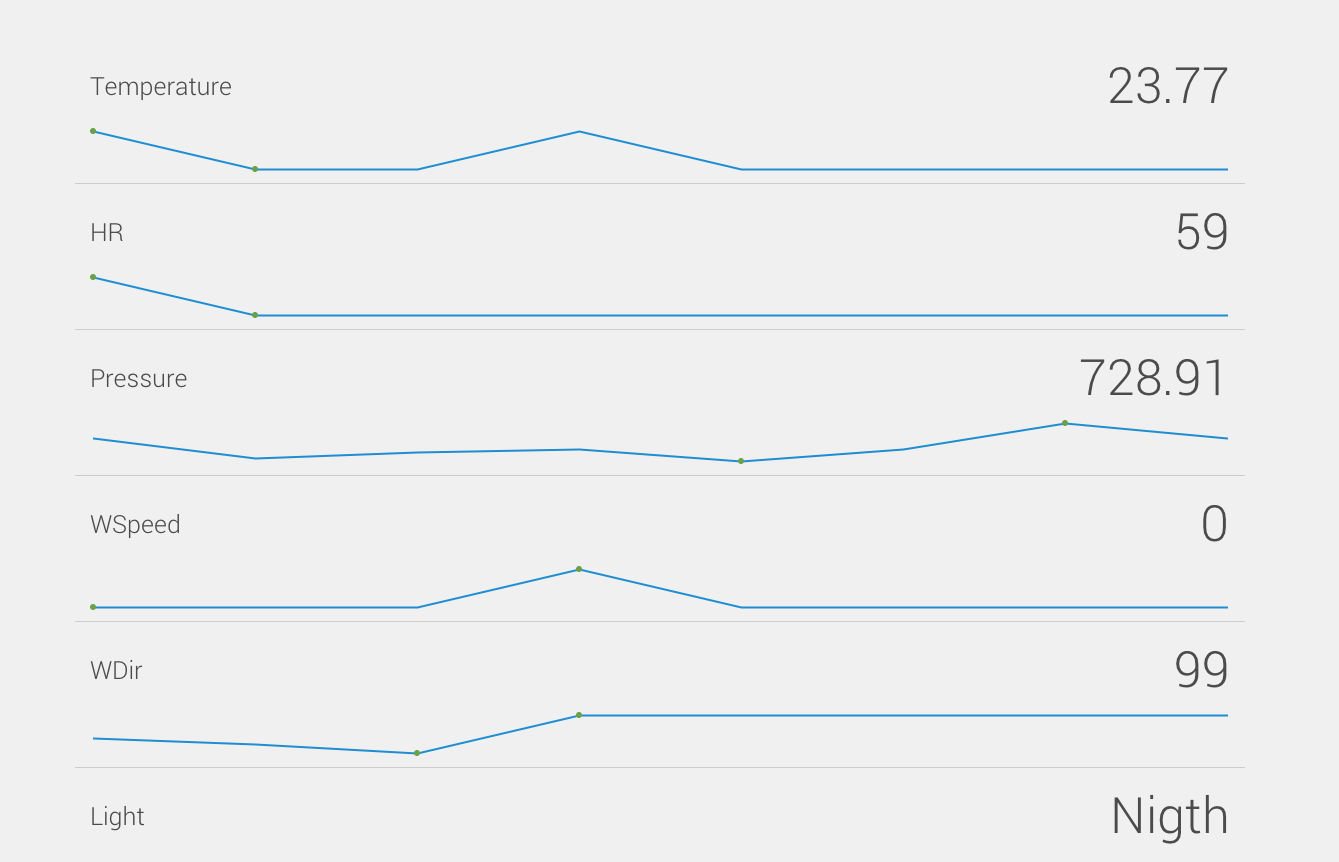 Temperature 23.77
HR 59
Pressure 728.91
WSpeed 0
WDir 99
Light Nigth